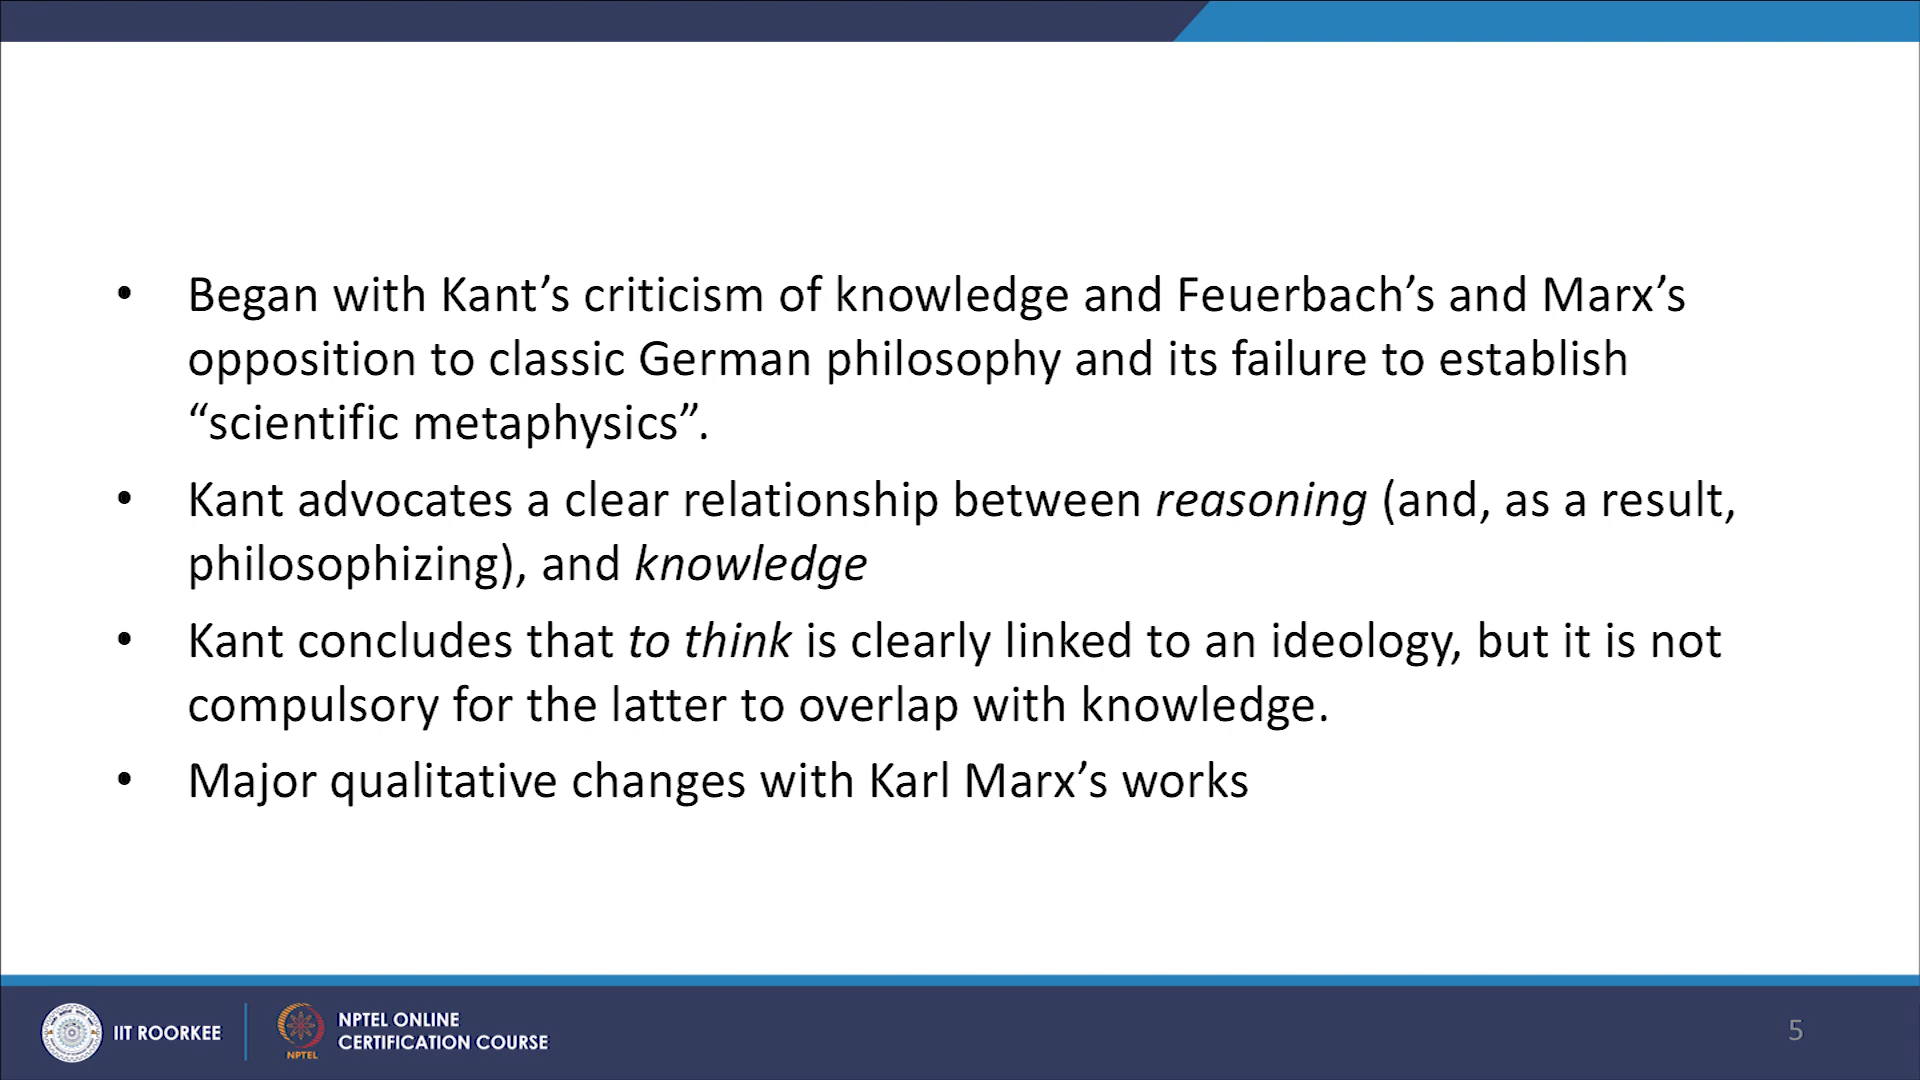 • Began with Kant’s criticism of knowledge and Feuerbach’s and Marx’s
opposition to classic German philosophy and its failure to establish
“scientific metaphysics”.
• Kant advocates a clear relationship between reasoning (and, as a result,
philosophizing), and knowledge
• Kant concludes that to think is clearly linked to an ideology, but it is not
compulsory for the latter to overlap with knowledge.
• Major qualitative changes with Karl Marx’s works
IIT ROORKEE
NPTEL
NPTEL ONLINE
CERTIFICATION COURSE
5